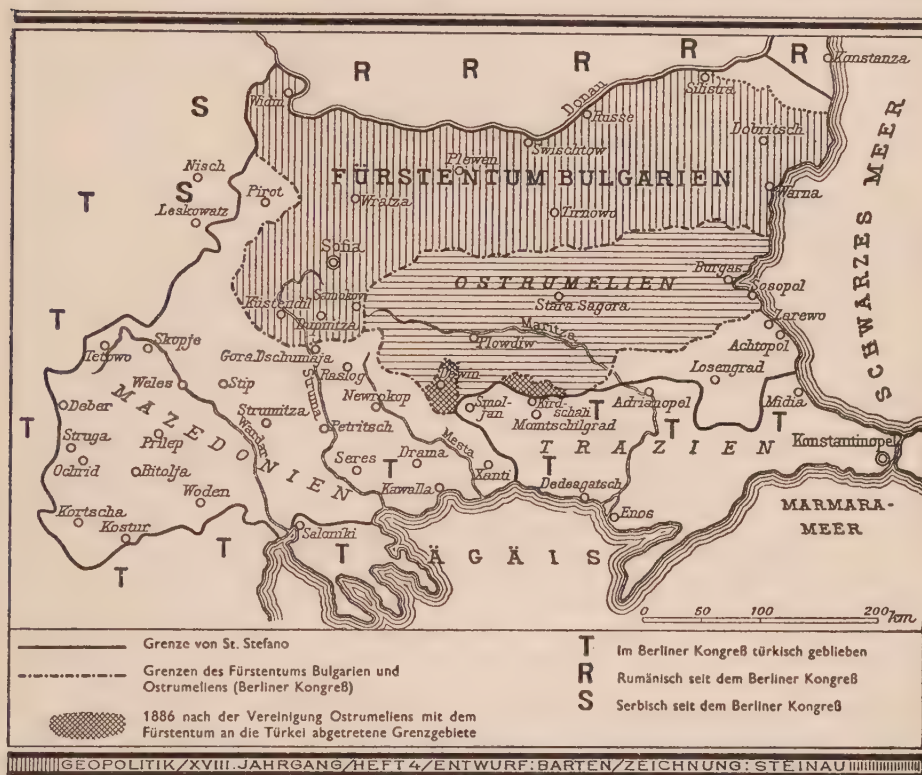 R R R R R
Konstanza
S
Widin
Donau
Silistra
Russe
Swischtow
Dobritsch
Nisch
S
Plewen
T
Pirot
FÜRSTENTUM BULGARIEN
Warna
Leskowatz
Wratza
Tirnowo
SCHWARZES MEER
Sofia
Burgas
OSTRUMELIEN
Samokow
Stara Sagora
Sosopol
Küstendil
Dupnitza
T
Maritza
Zarewo
Skopje
Plowdiw
Achtopol
Tetowo
Gora Dschumaja
Raslog
Losengrad
Weles
Stip
Struma
Dewin
Adrianopel
Midia
Deber
MAZEDONIEN
Newrokop
Smol-
jan
Kird-
schali
T
T
Strumitza
Momtschilgrad
T
Struga
Prilep
Wardar
Petritsch
T
TRAZIEN
Konstantinopel
Ochrid
Bitolja
Seres
T
Drama
Mesta
Xanti
T
Woden
Kawalla
Dedeagatsch
MARMARA-
MEER
Kortscha
Kostur
T
Saloniki
Enos
T
T
ÄGÄIS
0 100 200 km
Grenze von St. Stefano
Grenzen des Fürstentums Bulgarien und
Ostrumeliens (Berliner Kongreß)
1886 nach der Vereinigung Ostrumeliens mit dem
Fürstentum an die Türkei abgetretene Grenzgebiete
T Im Berliner Kongreß türkisch geblieben
R Rumänisch seit dem Berliner Kongreß
S Serbisch seit dem Berliner Kongreß
GEOPOLITIK/XVIII.JAHRGANG/HEFT 4/ENTWURF:BARTEN/ZEICHNUNG:STEINAU